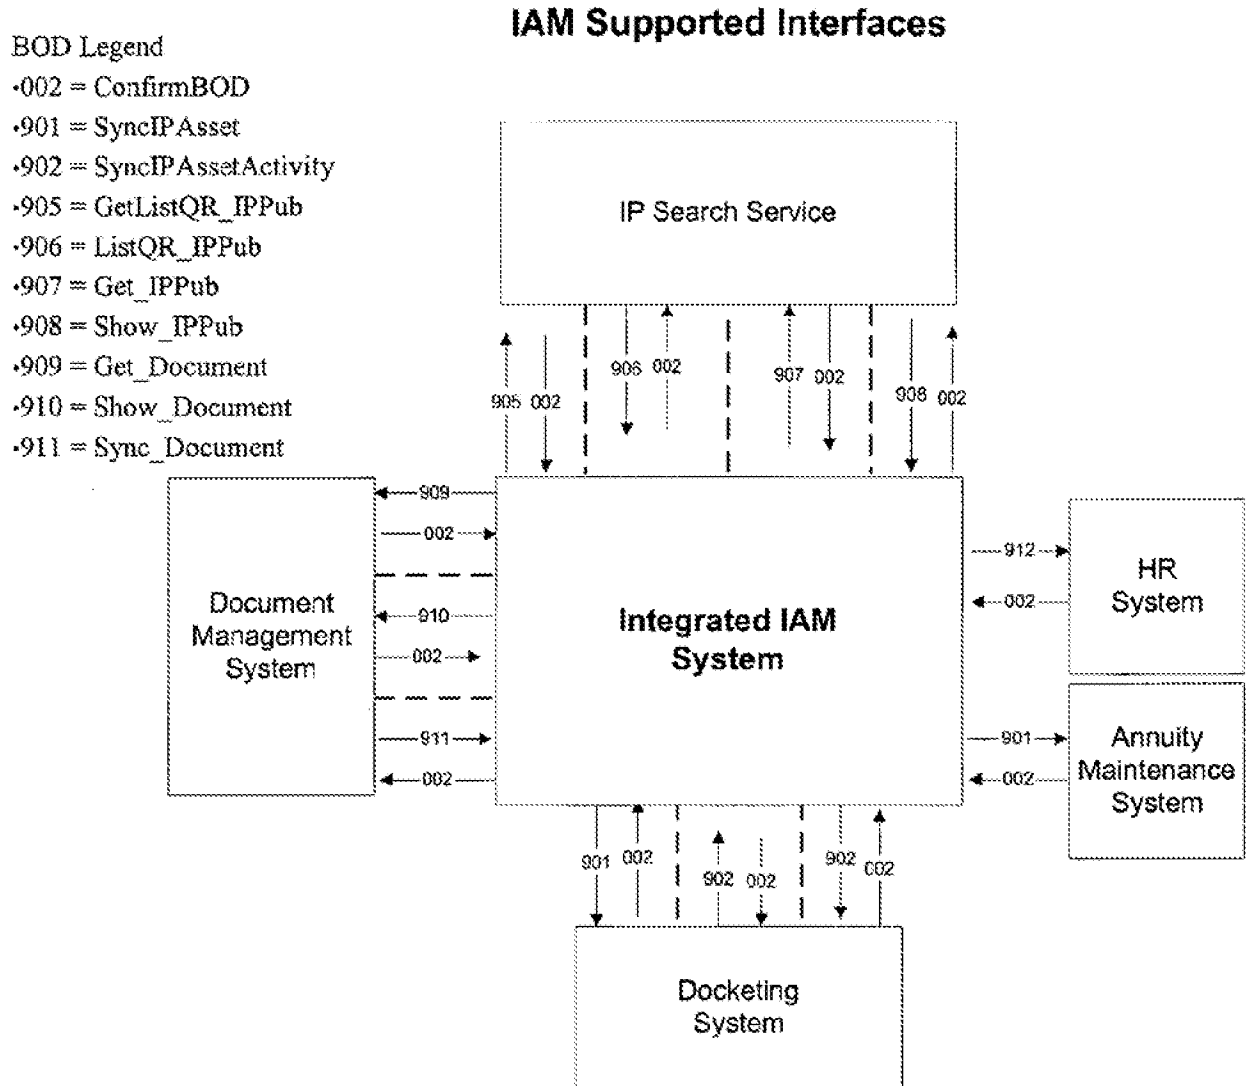 IAM Supported Interfaces
BOD Legend
•002 = ConfirmBOD
•901 = SyncIPAsset
•902 = SyncIPAssetActivity
•905 = GetListQR_IPPub
•906 = ListQR_IPPub
•907 = Get_IPPub
•908 = Show_IPPub
•909 = Get_Document
•910 = Show_Document
•911 = Sync_Document
IP Search Service
905
002
906
002
907
002
908
002
Document
Management
System
909
002
910
002
911
002
Integrated IAM
System
912
002
HR
System
901
002
Annuity
Maintenance
System
901
002
902
002
902
002
Docketing
System